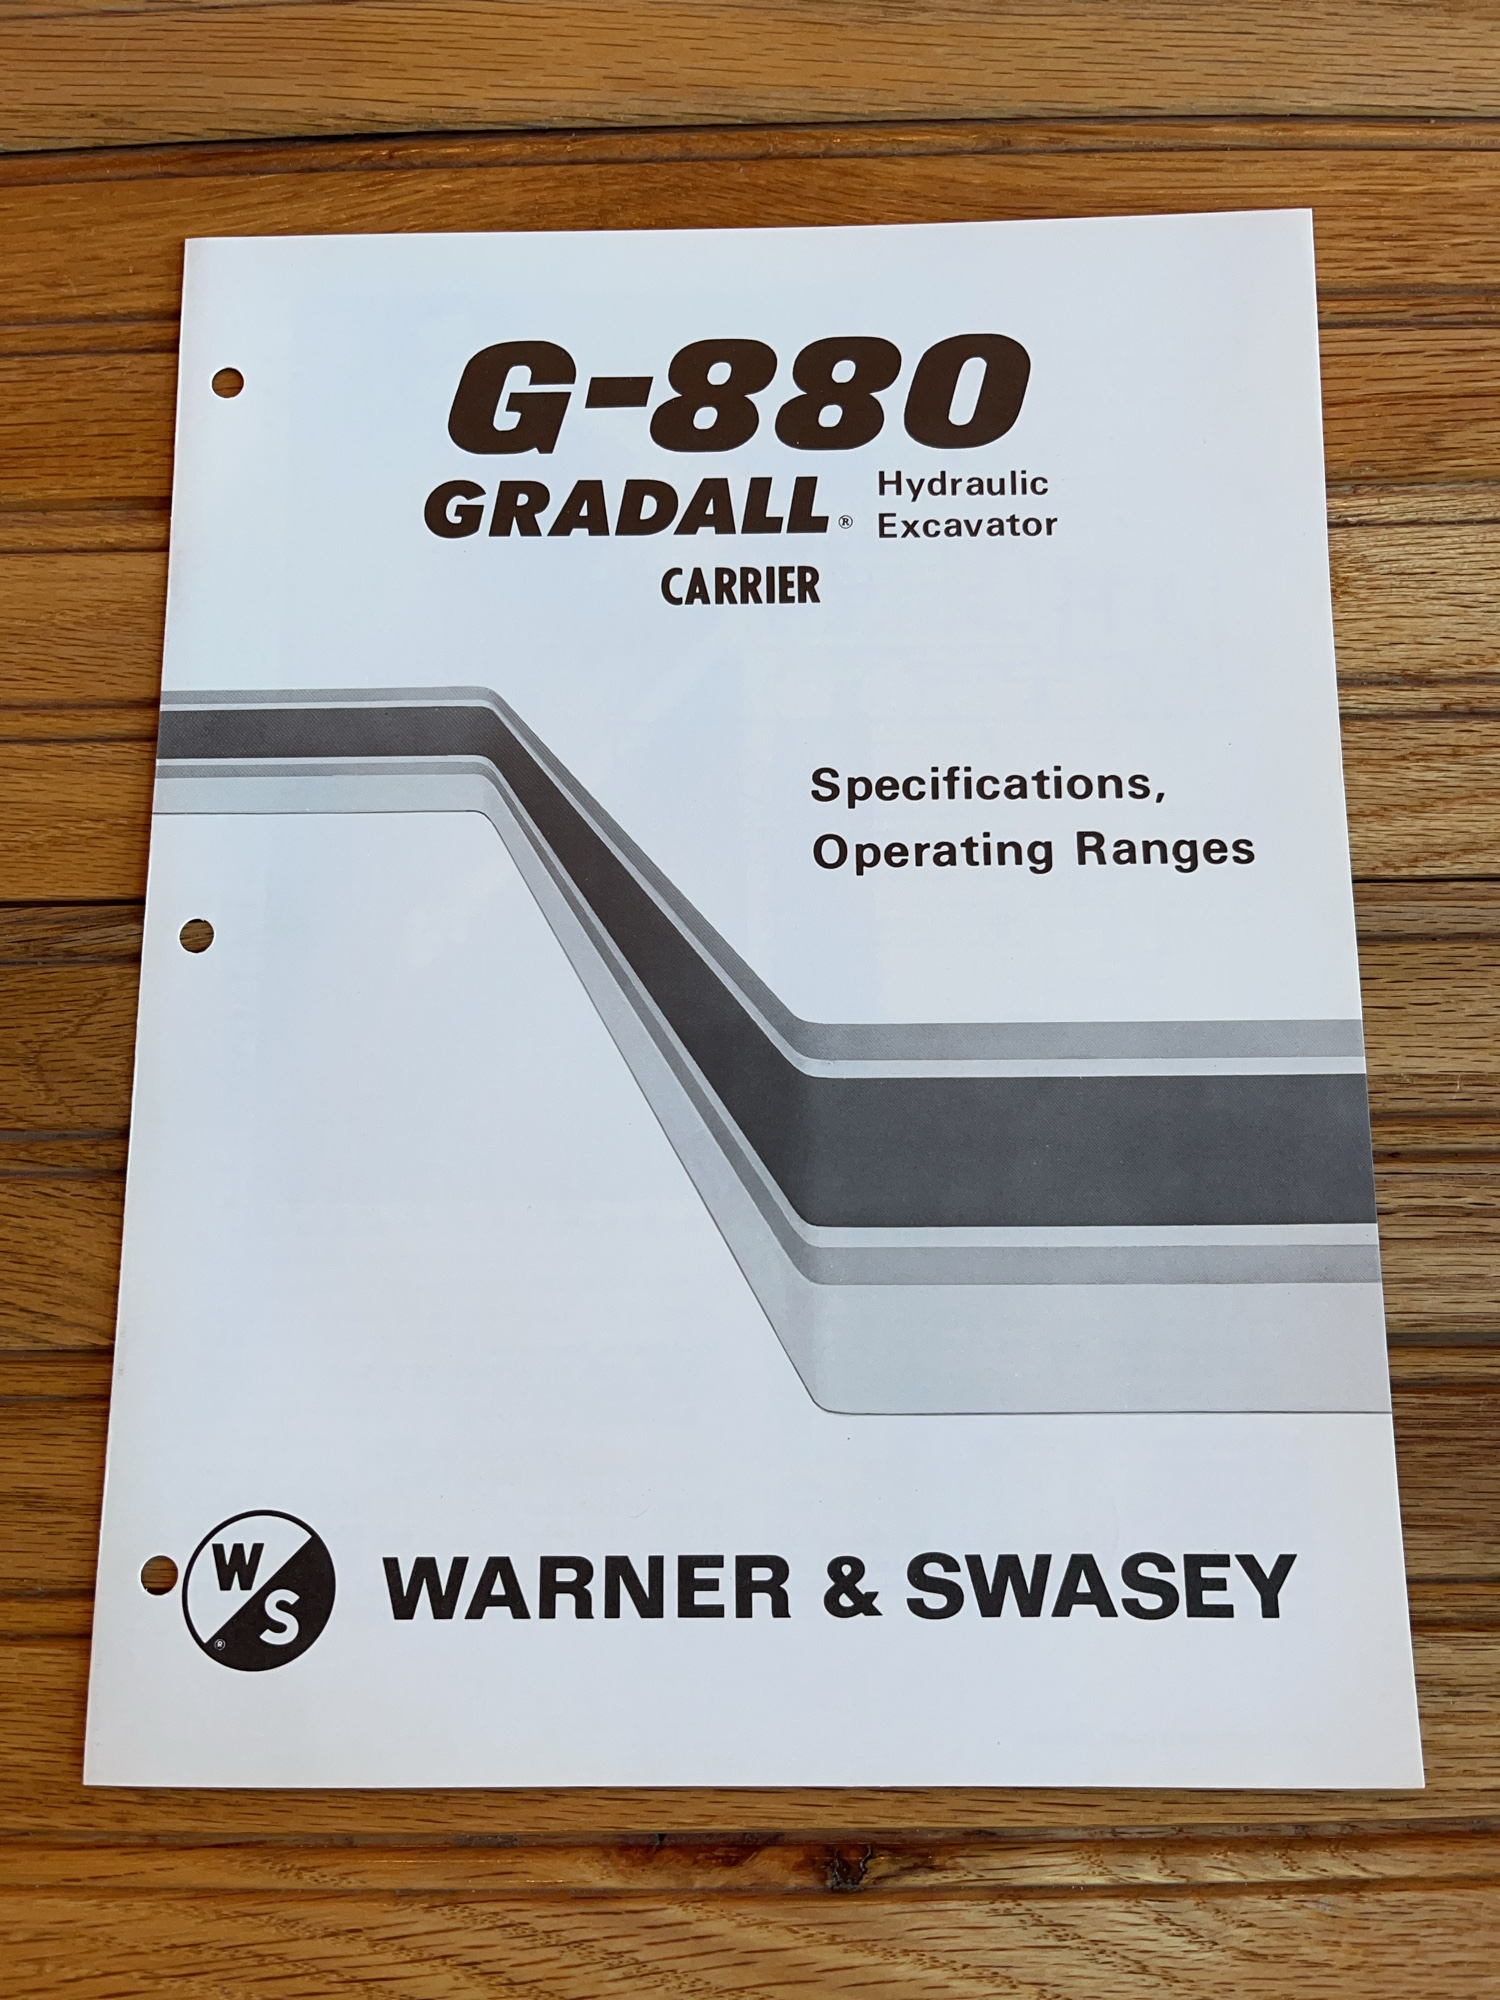 G-880
GRADALL® Hydraulic
Excavator
CARRIER
Specifications,
Operating Ranges
W
S
®
WARNER & SWASEY